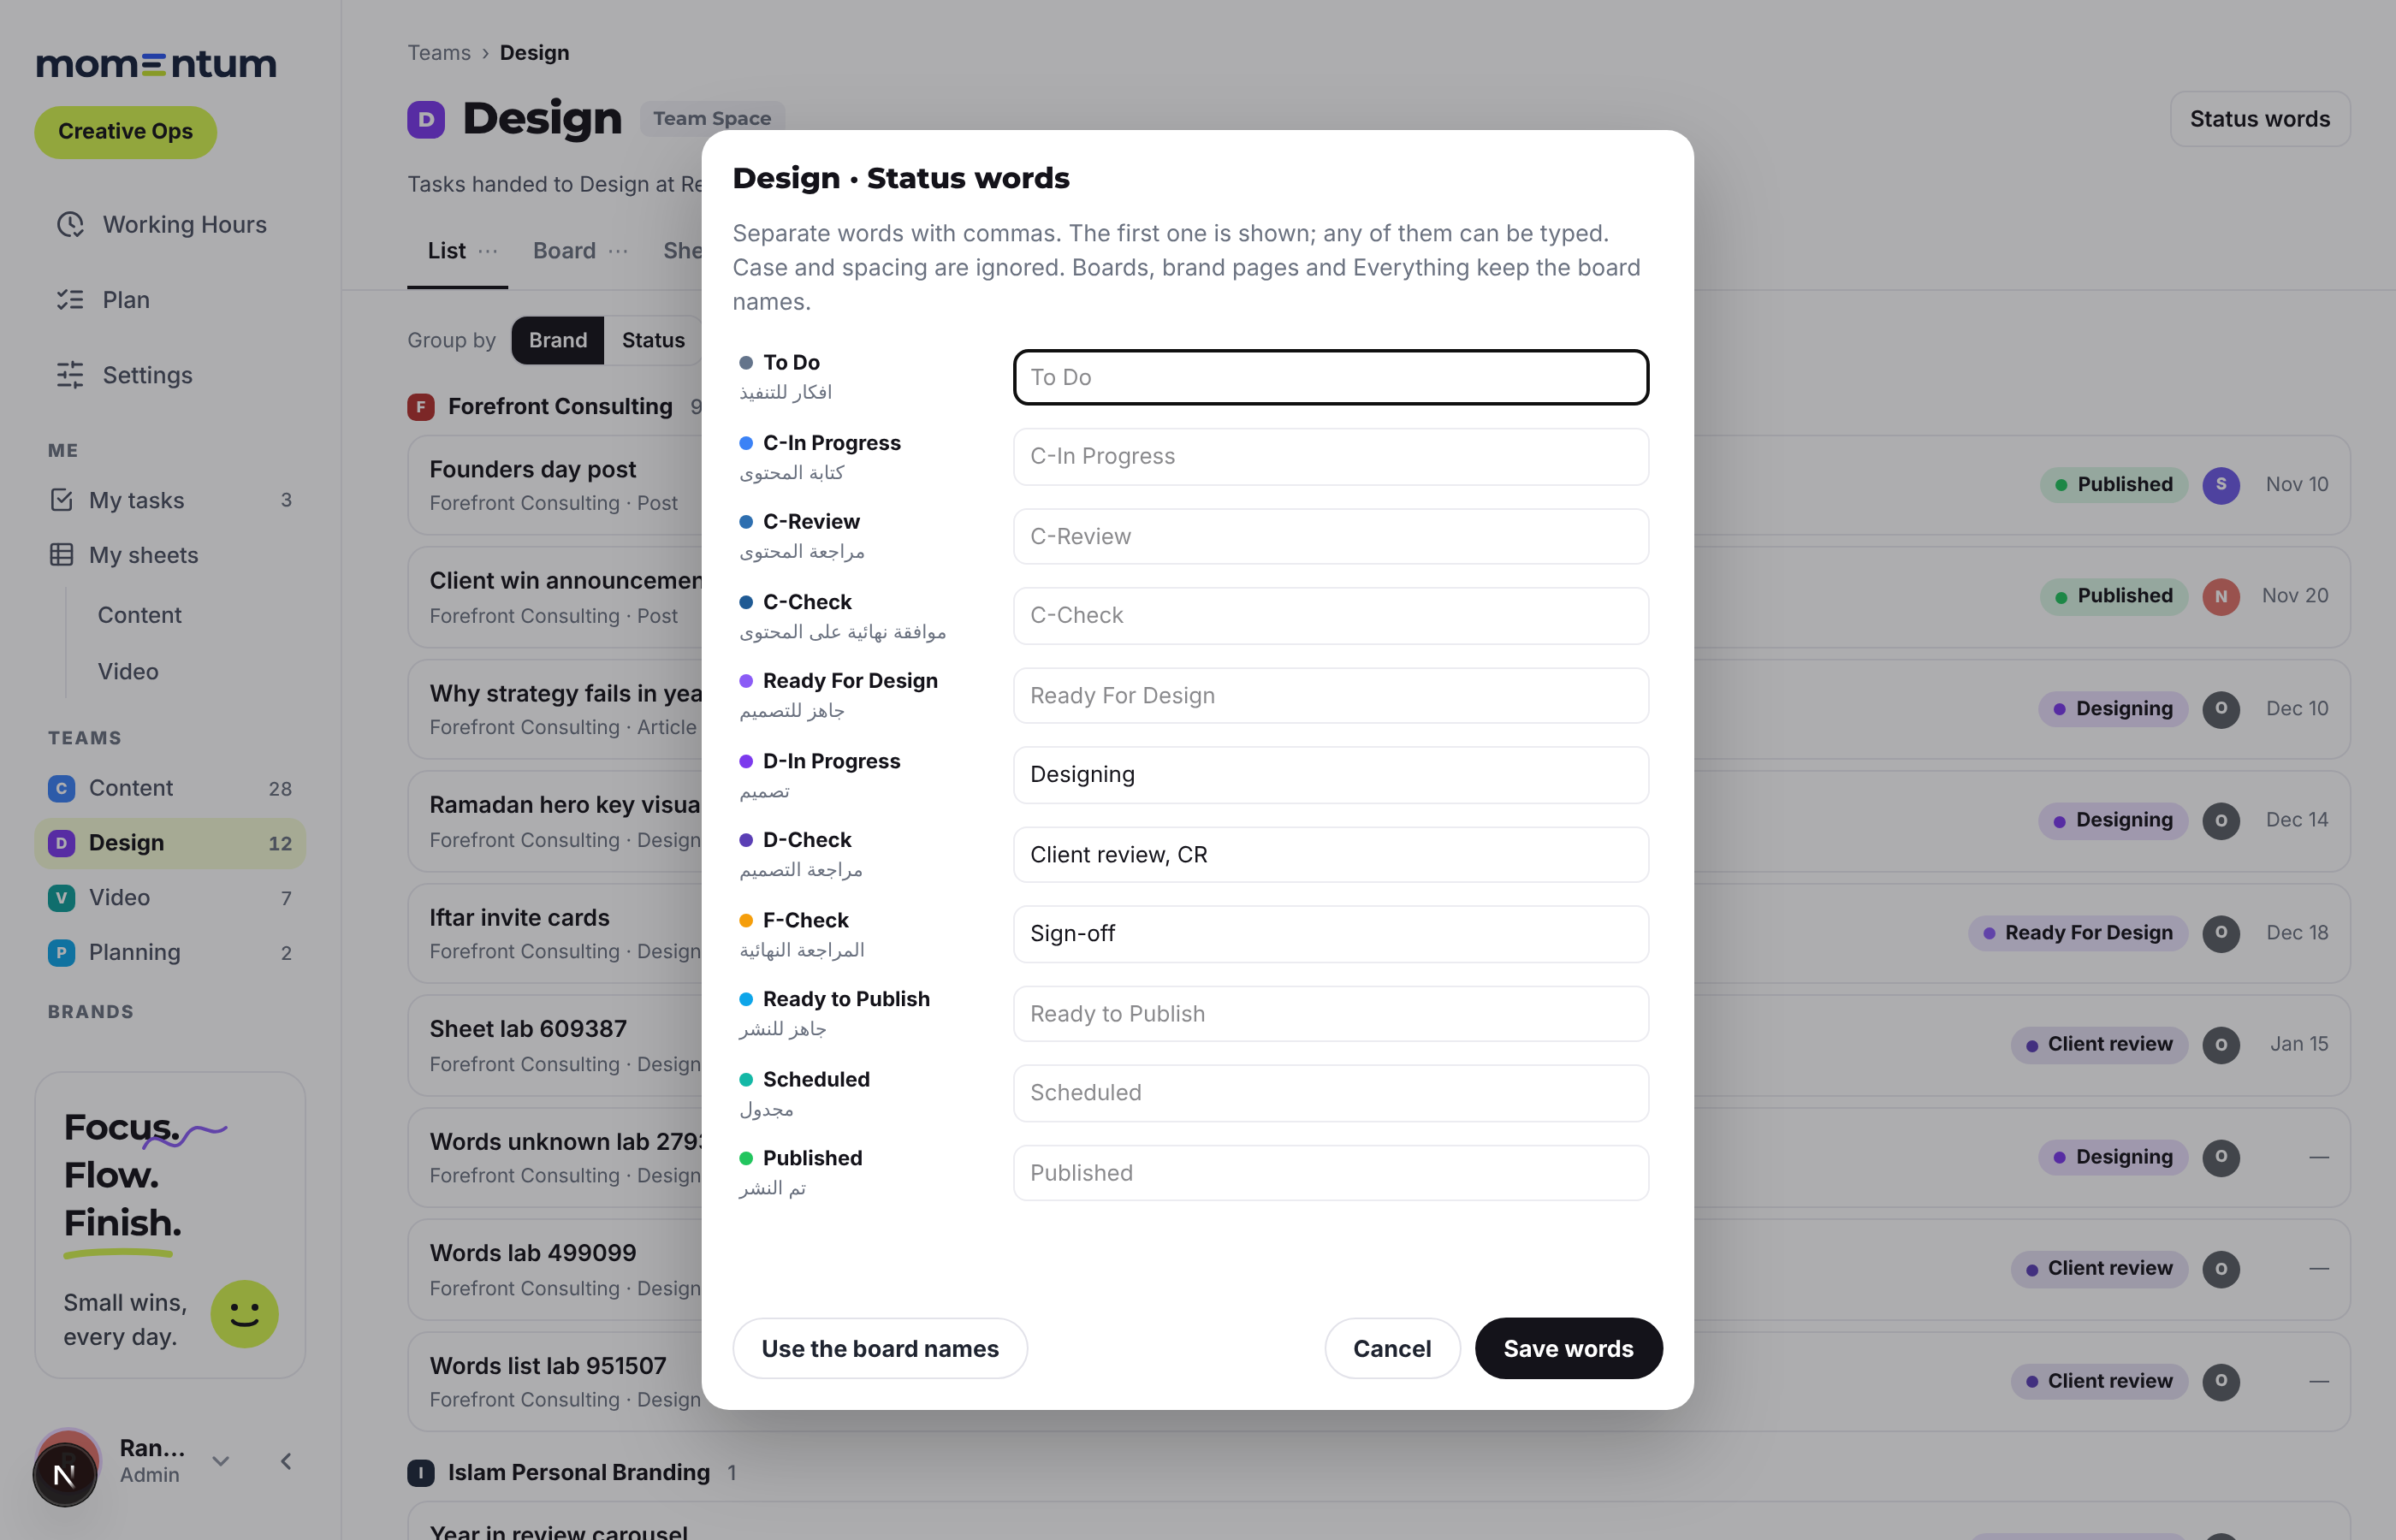 momentum
Creative Ops
Working Hours
Plan
Settings
ME
My tasks 3
My sheets
Content
Video
TEAMS
C Content 28
D Design 12
V Video 7
P Planning 2
BRANDS
Focus.
Flow.
Finish.
Small wins,
every day.
N
Ran...
Admin
Teams › Design
D Design Team Space
Status words
Tasks handed to Design at Re
List ··· Board ··· She
Group by Brand Status
F Forefront Consulting 9
Founders day post
Forefront Consulting · Post
Published S Nov 10
Client win announcemen
Forefront Consulting · Post
Published N Nov 20
Why strategy fails in yea
Forefront Consulting · Article
Designing O Dec 10
Ramadan hero key visua
Forefront Consulting · Design
Designing O Dec 14
Iftar invite cards
Forefront Consulting · Design
Ready For Design O Dec 18
Sheet lab 609387
Forefront Consulting · Design
Client review O Jan 15
Words unknown lab 279
Forefront Consulting · Design
Designing O —
Words lab 499099
Forefront Consulting · Design
Client review O —
Words list lab 951507
Forefront Consulting · Design
Client review O —
I Islam Personal Branding 1
Year in review carousel
Design · Status words
Separate words with commas. The first one is shown; any of them can be typed.
Case and spacing are ignored. Boards, brand pages and Everything keep the board
names.
To Do
افكار للتنفيذ
To Do
C-In Progress
كتابة المحتوى
C-In Progress
C-Review
مراجعة المحتوى
C-Review
C-Check
موافقة نهائية على المحتوى
C-Check
Ready For Design
جاهز للتصميم
Ready For Design
D-In Progress
تصميم
Designing
D-Check
مراجعة التصميم
Client review, CR
F-Check
المراجعة النهائية
Sign-off
Ready to Publish
جاهز للنشر
Ready to Publish
Scheduled
مجدول
Scheduled
Published
تم النشر
Published
Use the board names
Cancel
Save words